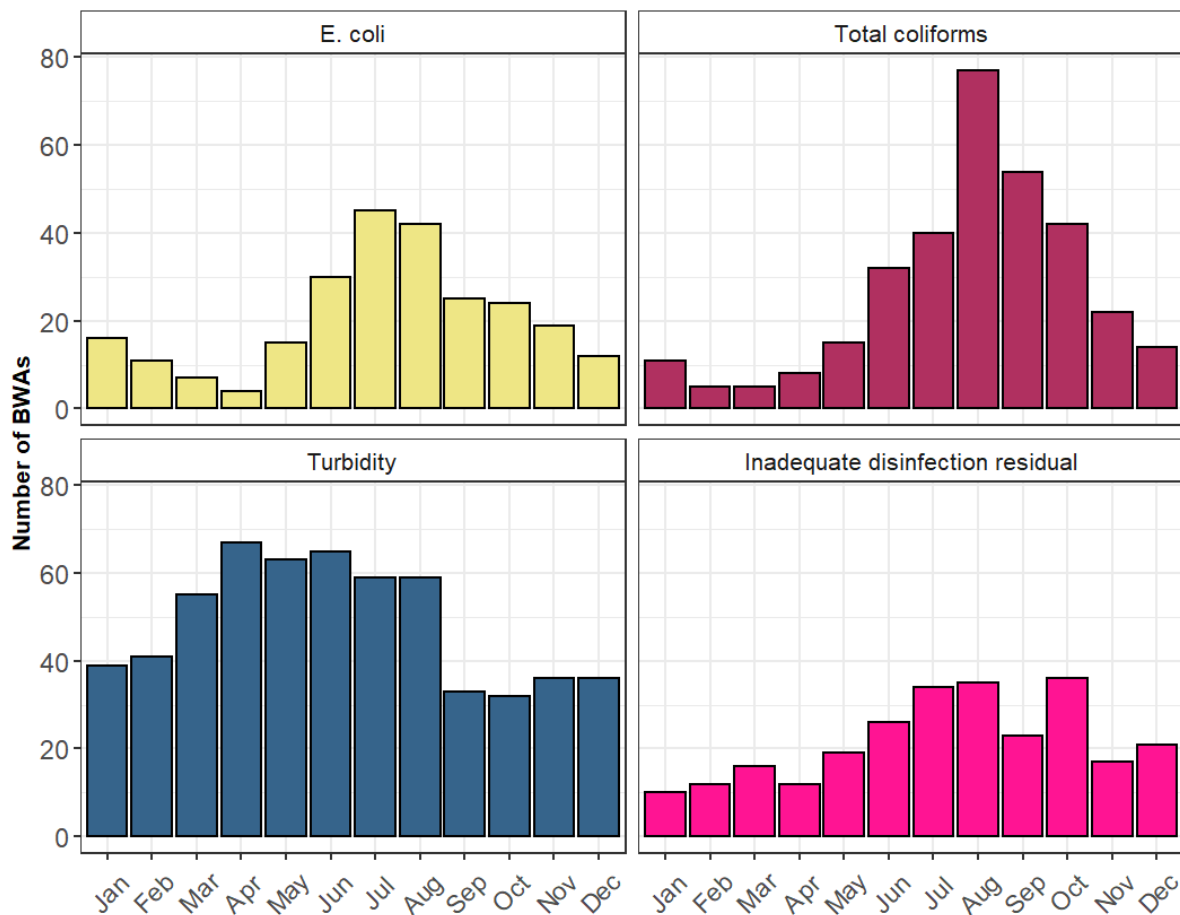 E. coli
Total coliforms
80
60
40
20
0
Number of BWAs
Turbidity
Inadequate disinfection residual
80
60
40
20
0
Jan Feb Mar Apr May Jun Jul Aug Sep Oct Nov Dec
Jan Feb Mar Apr May Jun Jul Aug Sep Oct Nov Dec